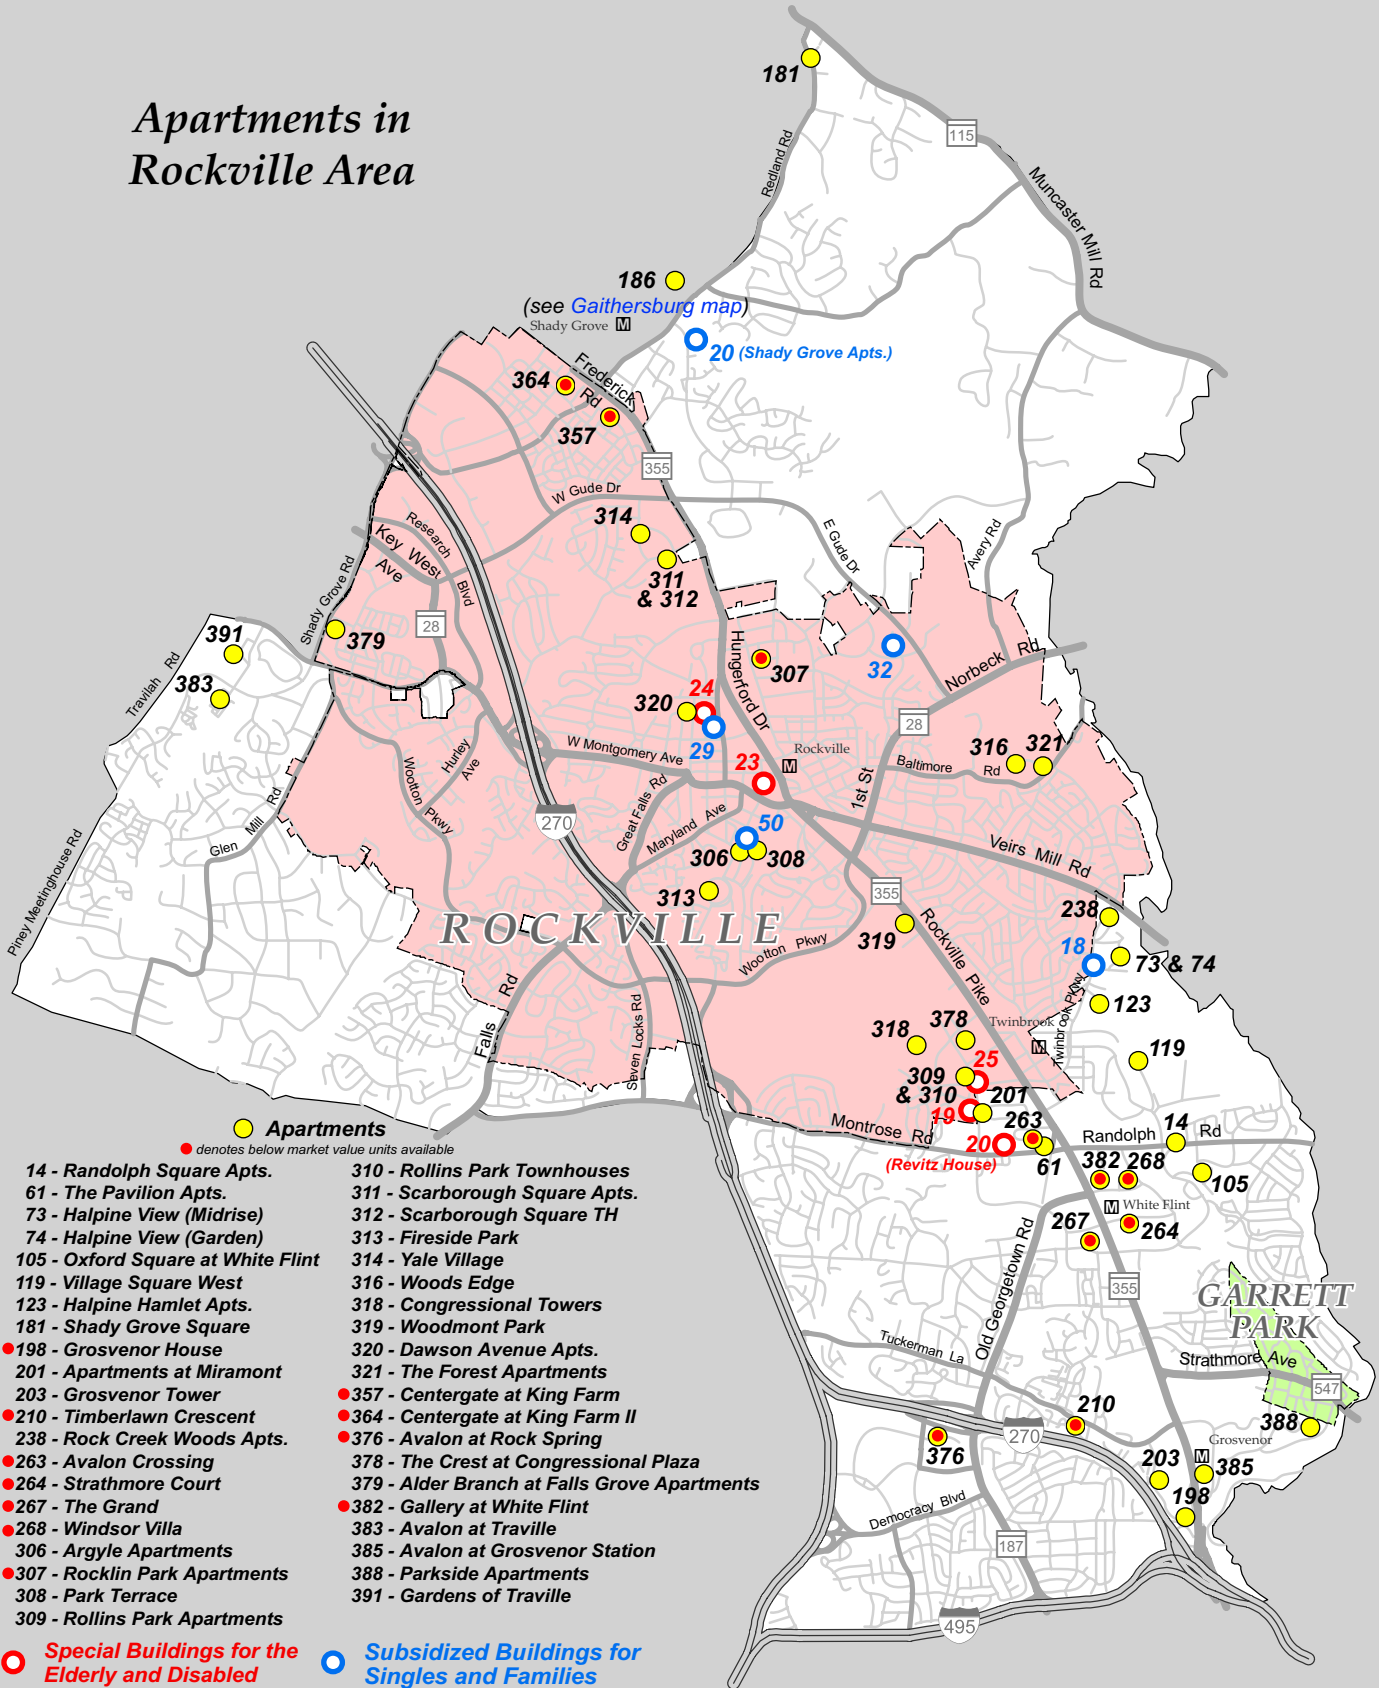 Apartments in
Rockville Area
181
115
Redland Rd
Muncaster Mill Rd
186
(see Gaithersburg map)
Shady Grove M
20 (Shady Grove Apts.)
364
Frederick
Rd
357
355
W Gude Dr
314
E Gude Dr
Avery Rd
Research
Blvd
Key West
Ave
311
& 312
Shady Grove Rd
28
391
379
Hungerford Dr
307
32
Norbeck Rd
Travilah Rd
383
24
320
29
28
W Montgomery Ave
Rockville
M
23
316
321
Baltimore Rd
Hurley
Ave
Wootton Pkwy
1st St
Great Falls Rd
Maryland Ave
270
50
306
308
Veirs Mill Rd
Glen Mill Rd
Piney Meetinghouse Rd
313
355
238
ROCKVILLE
319
Rockville Pike
Wootton Pkwy
18
73 & 74
123
Falls Rd
Seven Locks Rd
318
378
Twinbrook
M
Twinbrook Pkwy
119
25
309
& 310
201
19
263
Montrose Rd
20
(Revitz House)
61
14
Randolph Rd
382
268
105
M White Flint
267
264
Old Georgetown Rd
355
GARRETT
PARK
Tuckerman La
Strathmore Ave
547
210
388
270
376
Grosvenor
M
203
385
198
Democracy Blvd
187
495
Apartments
denotes below market value units available
14 - Randolph Square Apts.
61 - The Pavilion Apts.
73 - Halpine View (Midrise)
74 - Halpine View (Garden)
105 - Oxford Square at White Flint
119 - Village Square West
123 - Halpine Hamlet Apts.
181 - Shady Grove Square
198 - Grosvenor House
201 - Apartments at Miramont
203 - Grosvenor Tower
210 - Timberlawn Crescent
238 - Rock Creek Woods Apts.
263 - Avalon Crossing
264 - Strathmore Court
267 - The Grand
268 - Windsor Villa
306 - Argyle Apartments
307 - Rocklin Park Apartments
308 - Park Terrace
309 - Rollins Park Apartments
310 - Rollins Park Townhouses
311 - Scarborough Square Apts.
312 - Scarborough Square TH
313 - Fireside Park
314 - Yale Village
316 - Woods Edge
318 - Congressional Towers
319 - Woodmont Park
320 - Dawson Avenue Apts.
321 - The Forest Apartments
357 - Centergate at King Farm
364 - Centergate at King Farm II
376 - Avalon at Rock Spring
378 - The Crest at Congressional Plaza
379 - Alder Branch at Falls Grove Apartments
382 - Gallery at White Flint
383 - Avalon at Traville
385 - Avalon at Grosvenor Station
388 - Parkside Apartments
391 - Gardens of Traville
Special Buildings for the
Elderly and Disabled
Subsidized Buildings for
Singles and Families